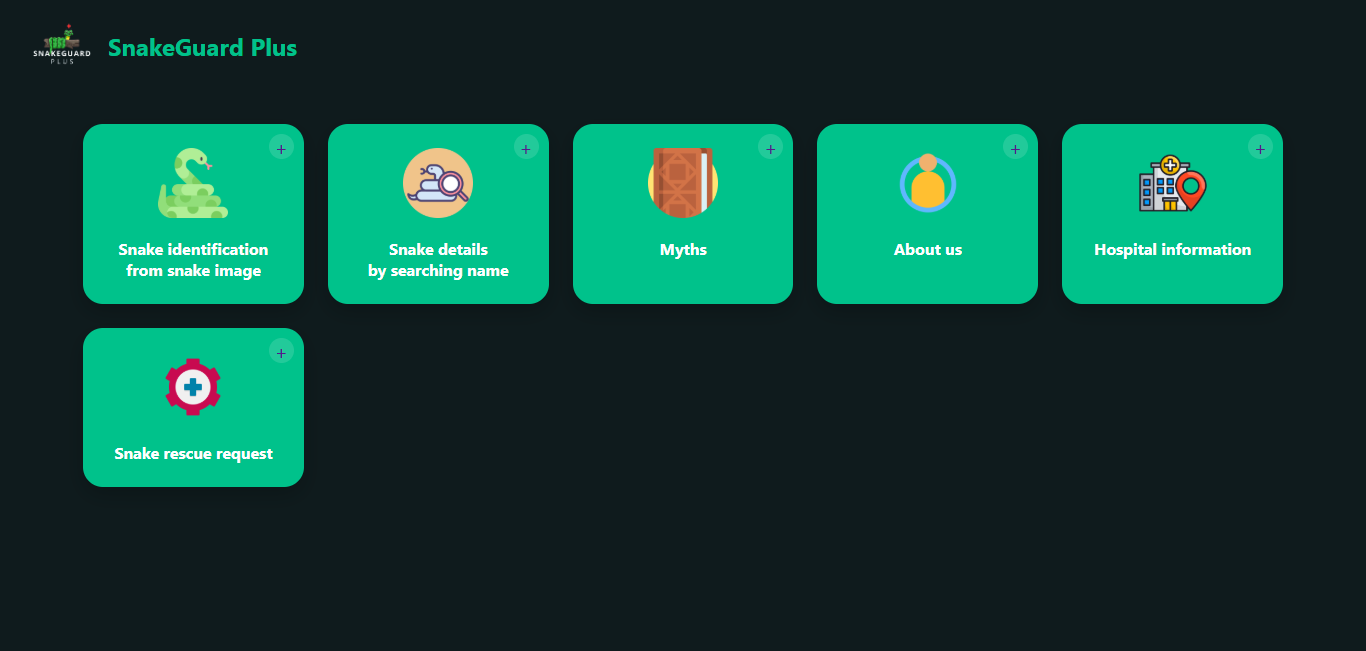 SNAKEGUARD
PLUS
SnakeGuard Plus
+
+
+
+
+
Snake identification
from snake image
Snake details
by searching name
Myths
About us
Hospital information
+
Snake rescue request